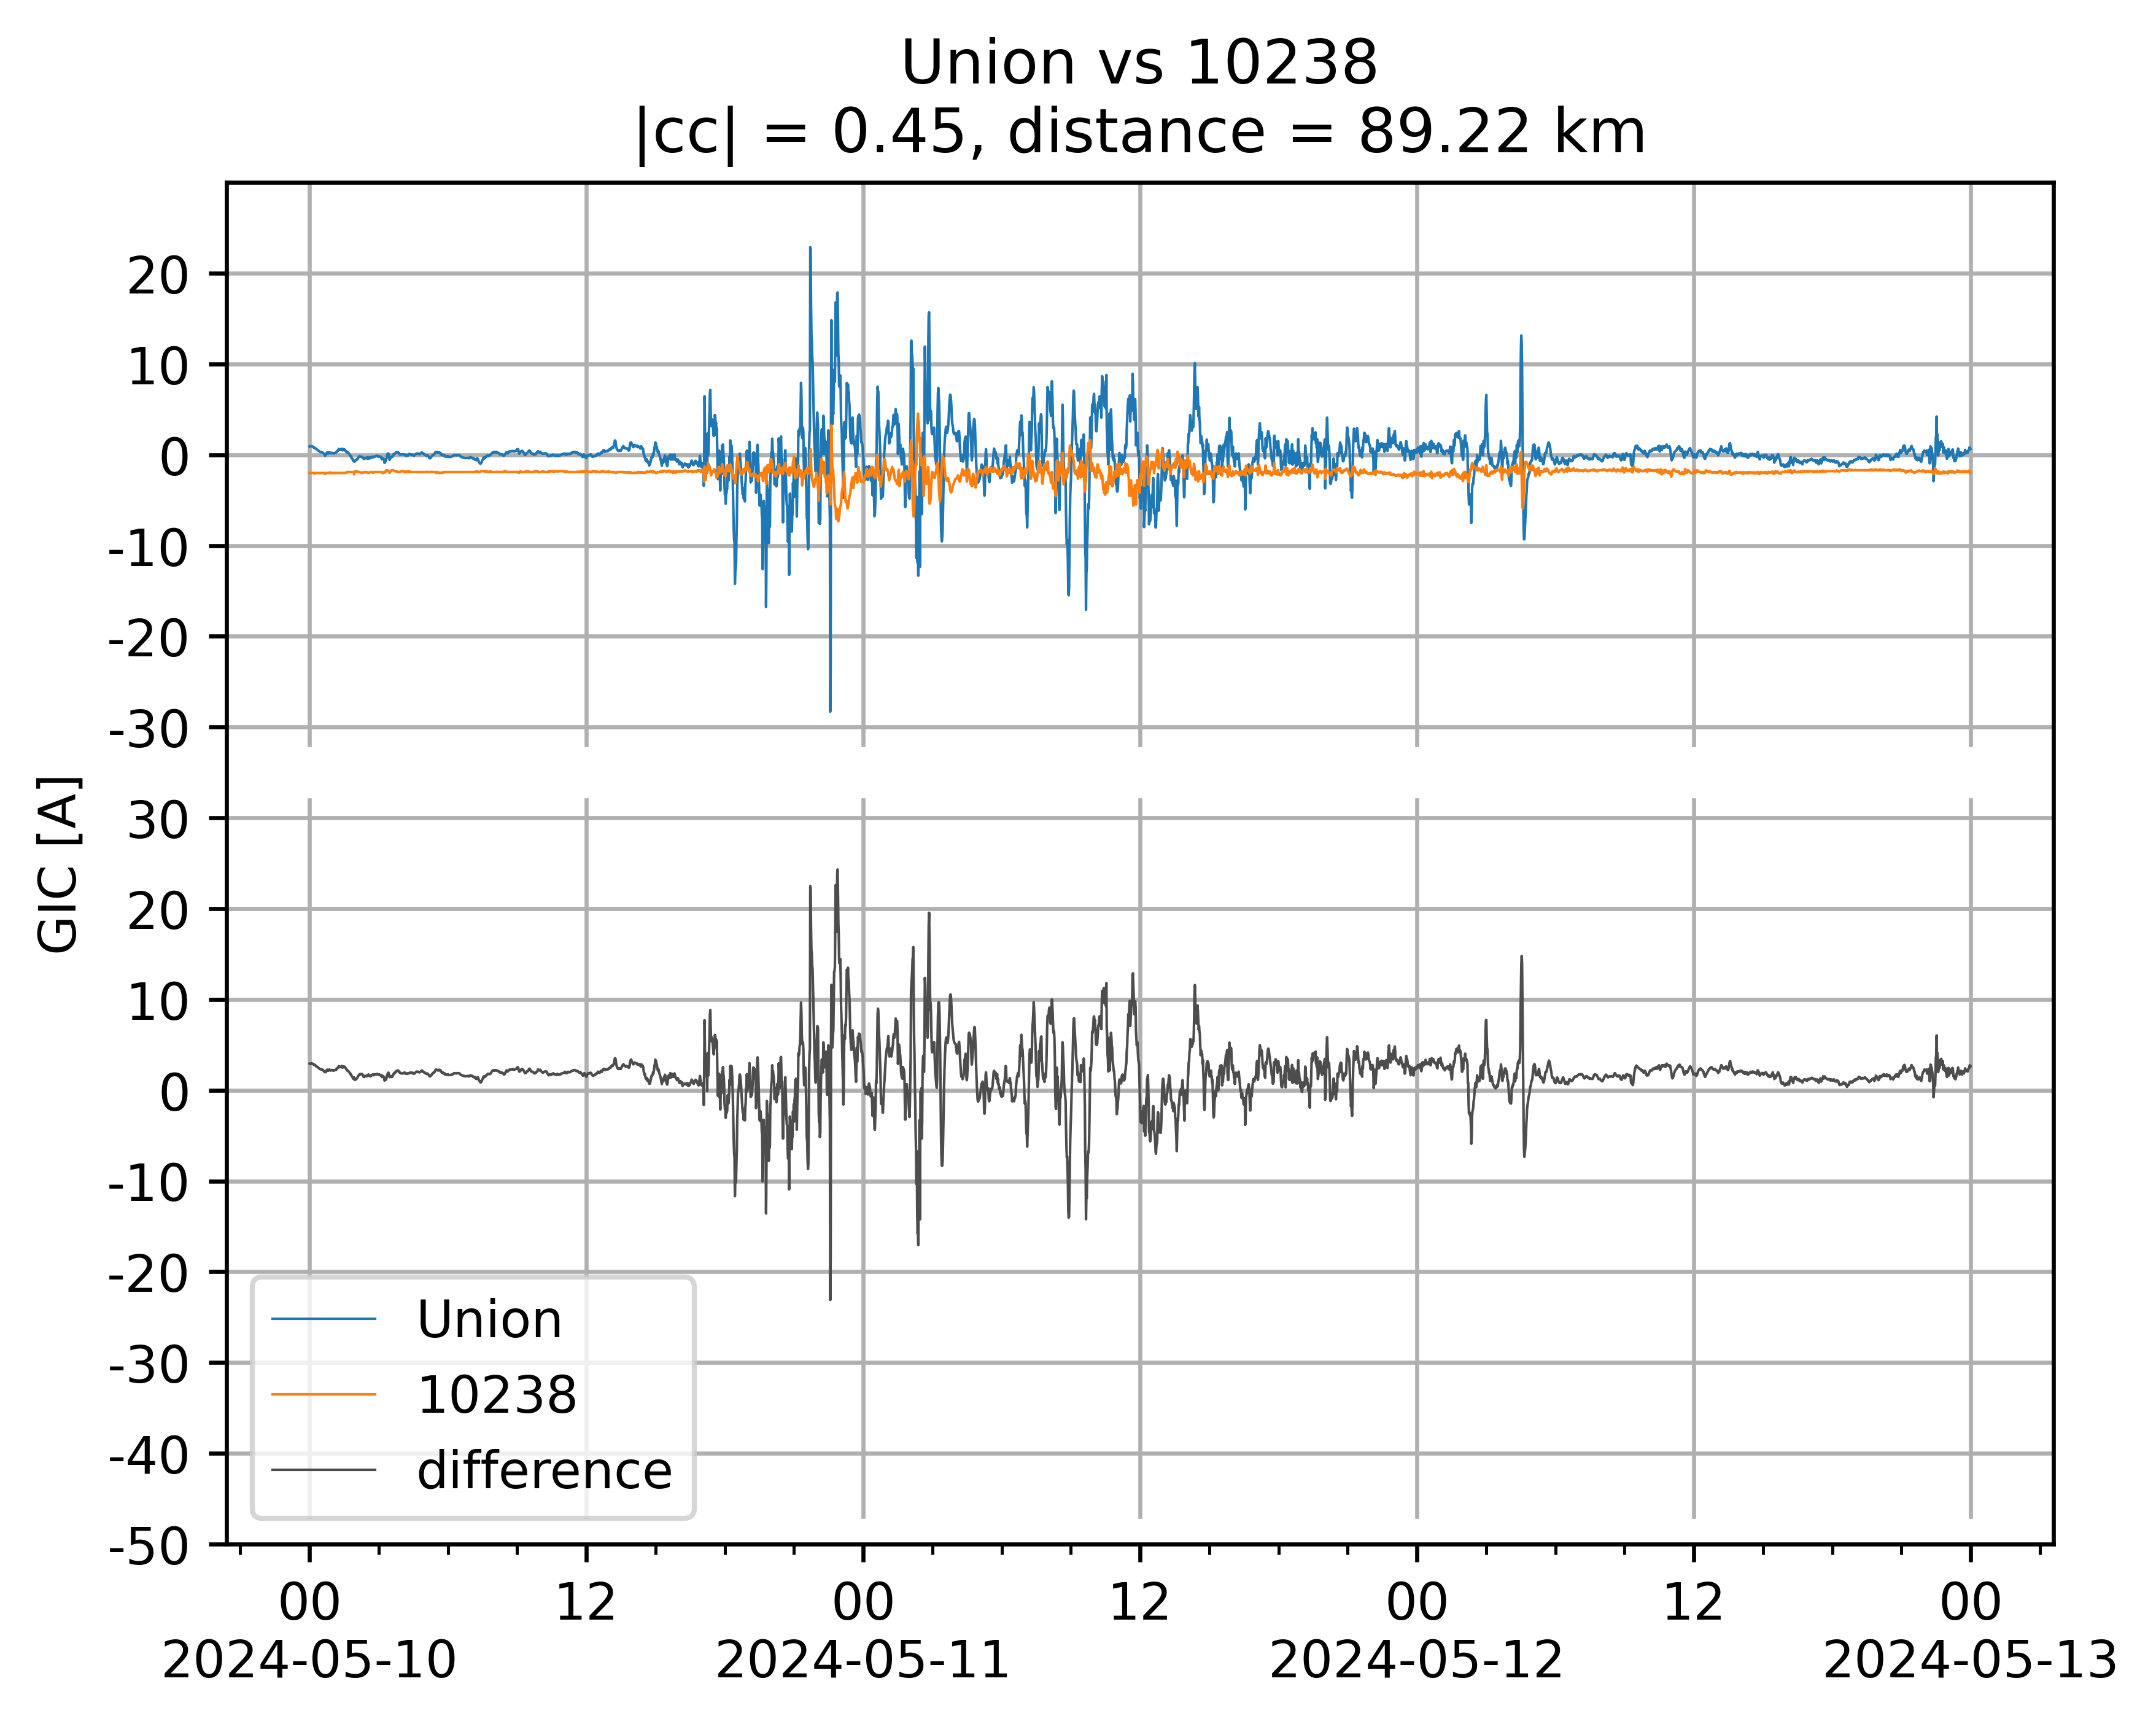 Union vs 10238
|cc| = 0.45, distance = 89.22 km
GIC [A]
20
10
0
-10
-20
-30
30
20
10
0
-10
-20
-30
-40
-50
Union
10238
difference
00 12 00 12 00 12 00
2024-05-10 2024-05-11 2024-05-12 2024-05-13